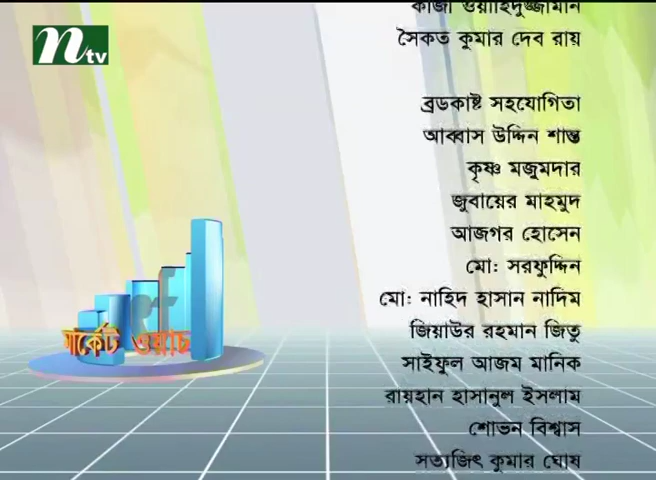 ntv
কাজী ওয়াহিদুজ্জামান
সৈকত কুমার দেব রায়
ব্রডকাষ্ট সহযোগিতা
আব্বাস উদ্দিন শান্ত
কৃষ্ণ মজুমদার
জুবায়ের মাহমুদ
আজগর হোসেন
মো: সরফুদ্দিন
মো: নাহিদ হাসান নাদিম
জিয়াউর রহমান জিতু
সাইফুল আজম মানিক
রায়হান হাসানুল ইসলাম
শোভন বিশ্বাস
সত্যজিৎ কুমার ঘোষ
মার্কেট ওয়াচ